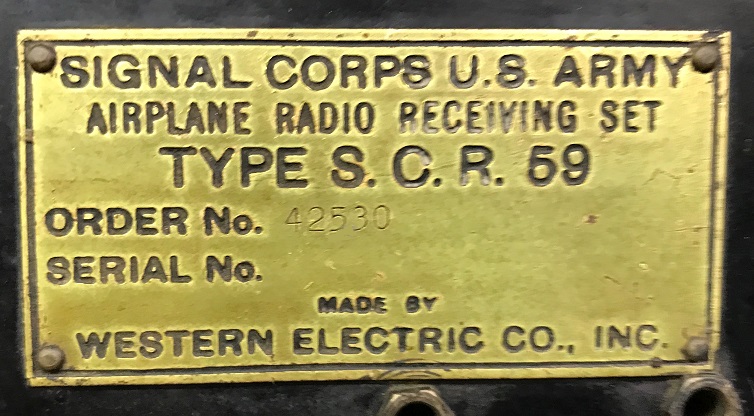 SIGNAL CORPS U.S. ARMY
AIRPLANE RADIO RECEIVING SET
TYPE S. C. R. 59
ORDER No. 42530
SERIAL No.
MADE BY
WESTERN ELECTRIC CO., INC.